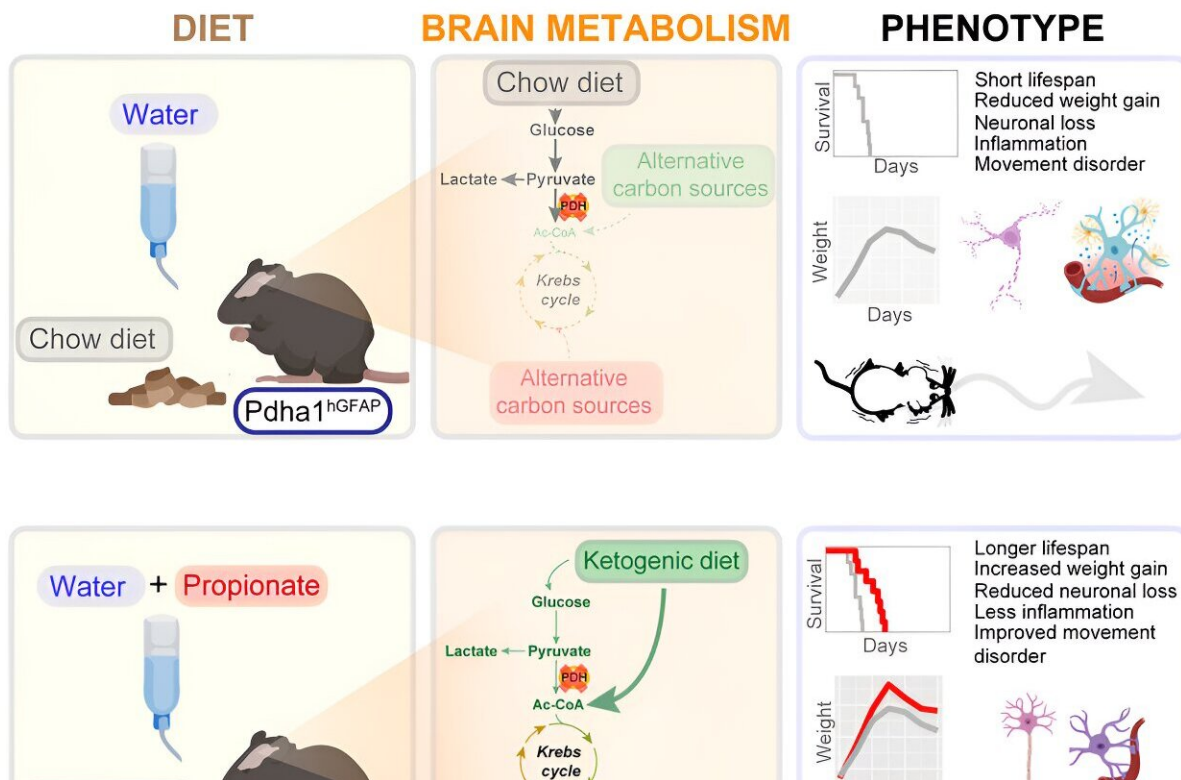 DIET
BRAIN METABOLISM
PHENOTYPE
Water
Chow diet
Pdha1hGFAP
Chow diet
Glucose
Alternative
carbon sources
Lactate
Pyruvate
PDH
Ac-CoA
Krebs
cycle
Alternative
carbon sources
Survival
Days
Short lifespan
Reduced weight gain
Neuronal loss
Inflammation
Movement disorder
Weight
Days
Water + Propionate
Ketogenic diet
Glucose
Lactate
Pyruvate
PDH
Ac-CoA
Krebs
cycle
Survival
Days
Longer lifespan
Increased weight gain
Reduced neuronal loss
Less inflammation
Improved movement
disorder
Weight